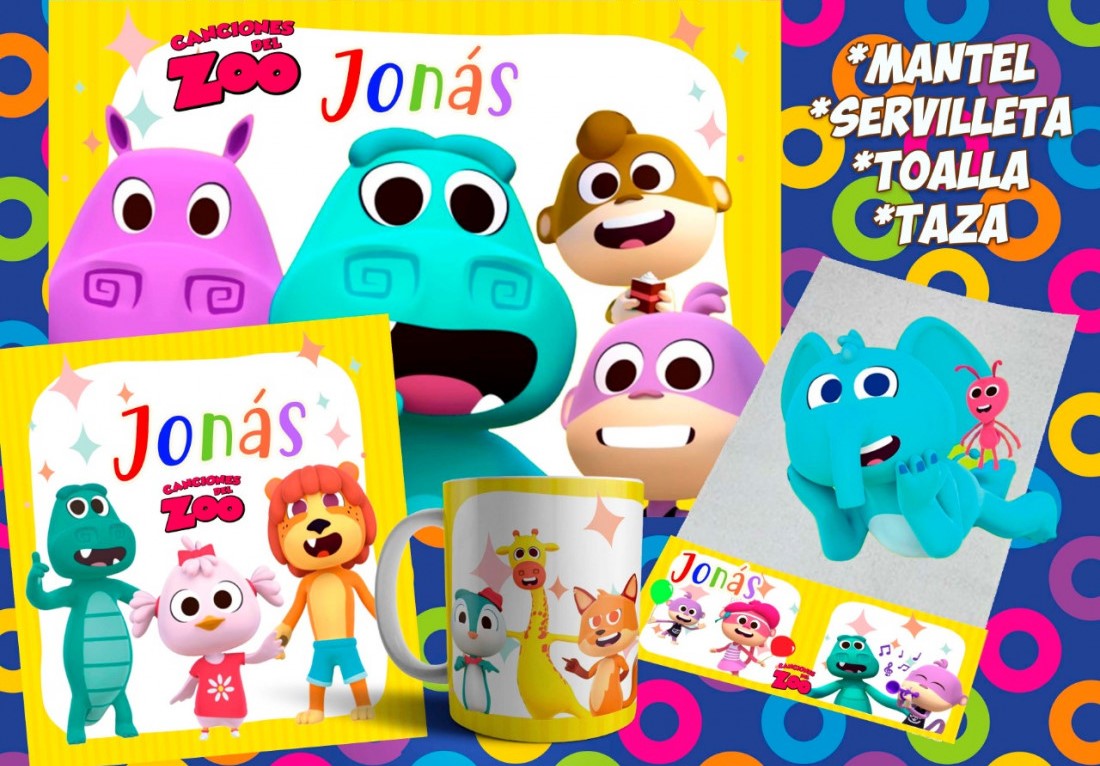 CANCIONES
DEL
ZOO
Jonás
*MANTEL
*SERVILLETA
*TOALLA
*TAZA
Jonás
CANCIONES
DEL
ZOO
Jonás
CANCIONES
DEL
ZOO